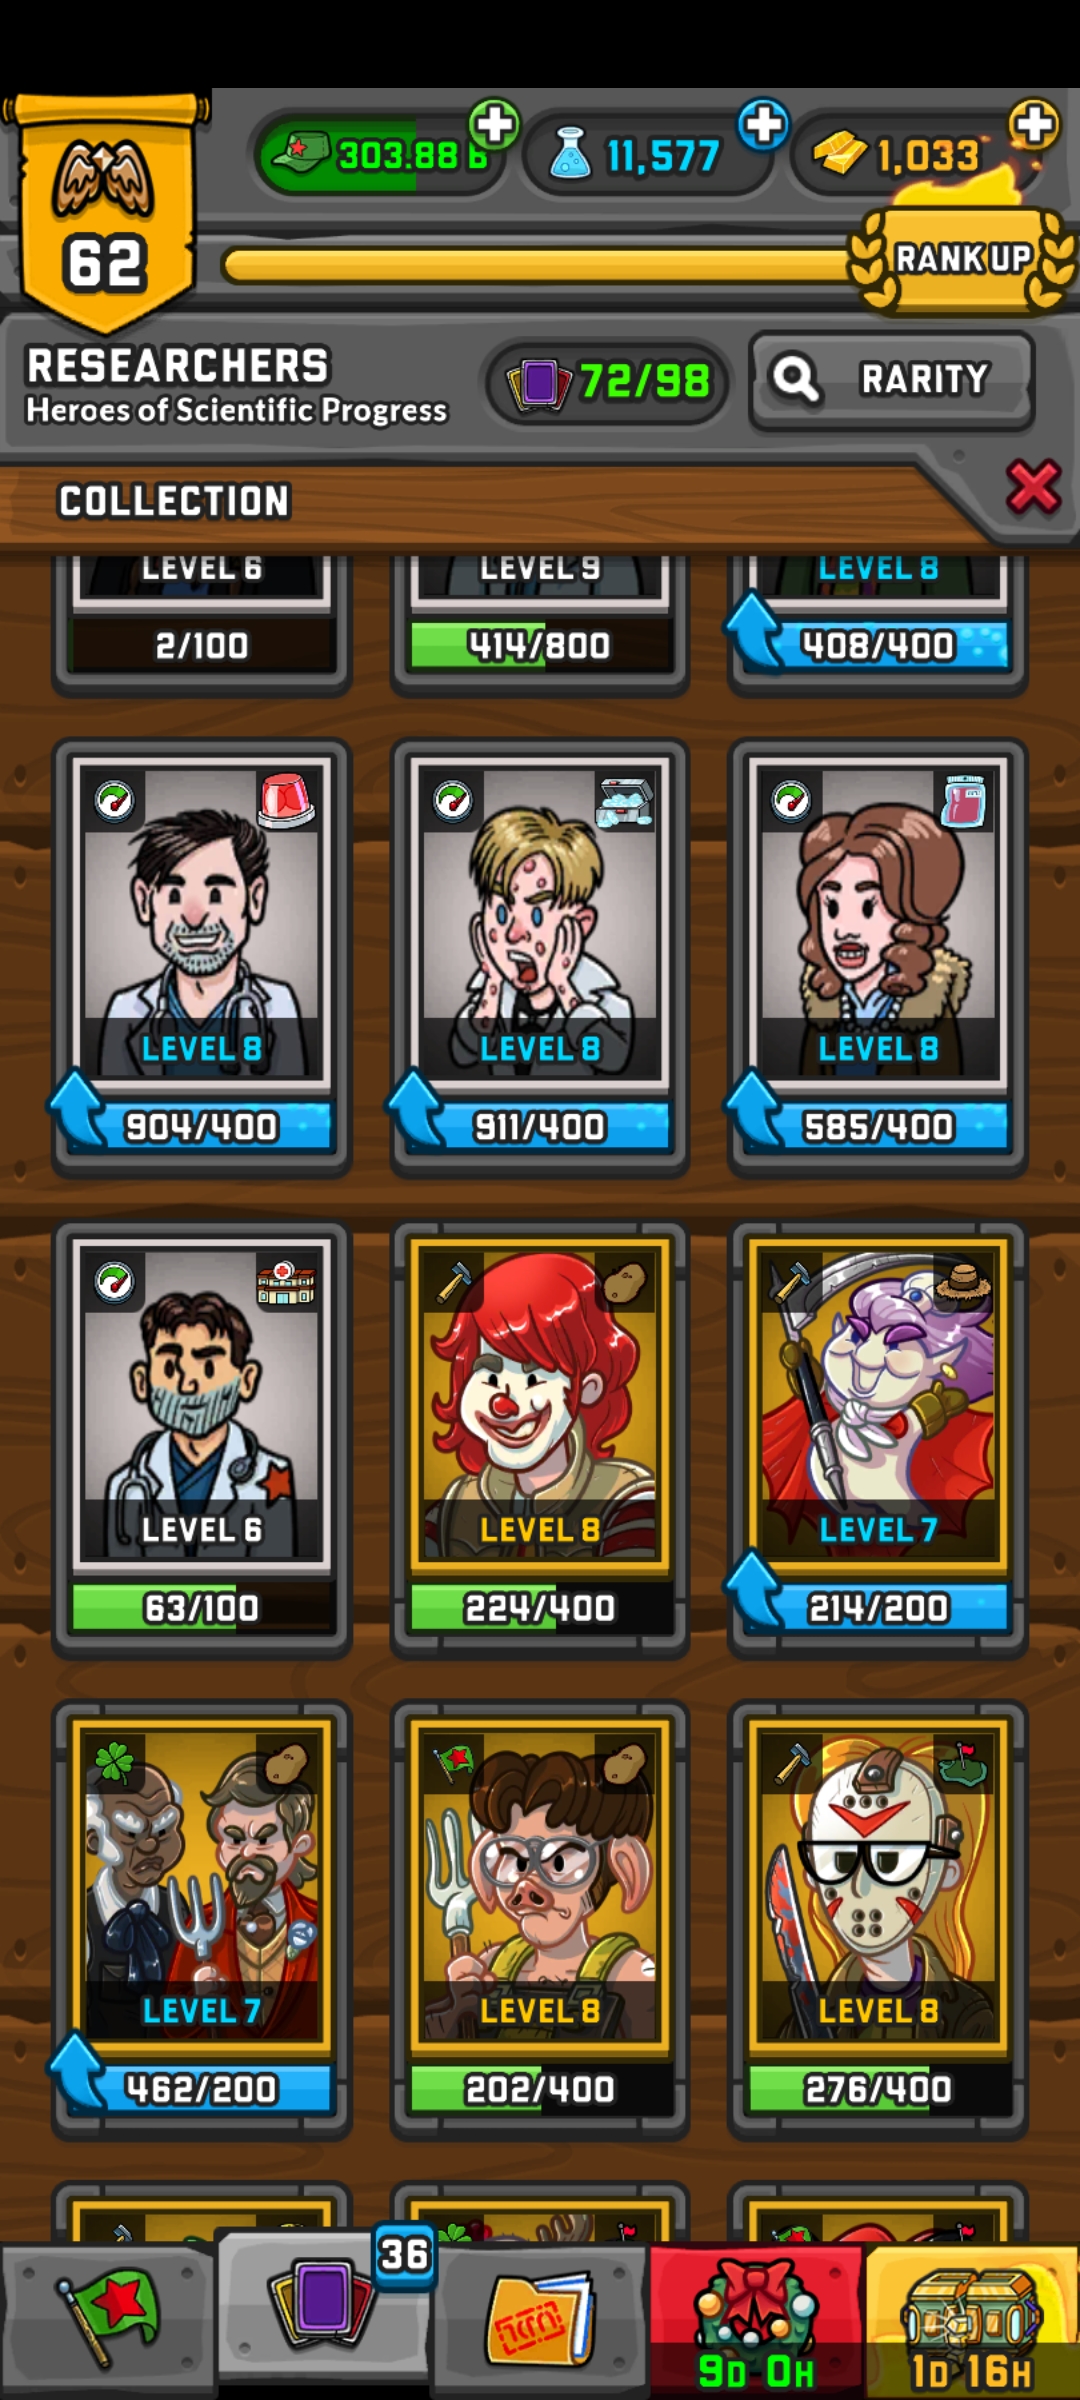 303.88 B
11,577
1,033
62
RANK UP
RESEARCHERS
Heroes of Scientific Progress
72/98
RARITY
COLLECTION
LEVEL 6
LEVEL 9
LEVEL 8
2/100
414/800
408/400
LEVEL 8
LEVEL 8
LEVEL 8
904/400
911/400
585/400
LEVEL 6
LEVEL 8
LEVEL 7
63/100
224/400
214/200
LEVEL 7
LEVEL 8
LEVEL 8
462/200
202/400
276/400
36
9D 0H
1D 16H